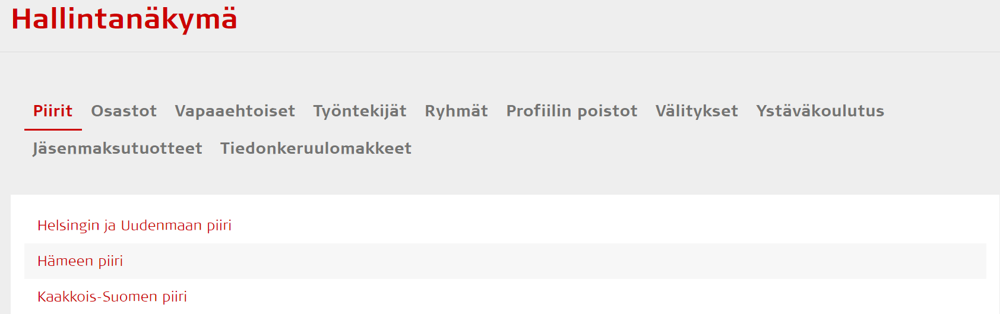 Hallintanäkymä
Piirit Osastot Vapaaehtoiset Työntekijät Ryhmät Profiilin poistot Välitykset Ystäväkoulutus
Jäsenmaksutuotteet Tiedonkeruulomakkeet
Helsingin ja Uudenmaan piiri
Hämeen piiri
Kaakkois-Suomen piiri